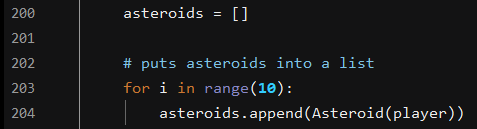 200 asteroids = []
201
202 # puts asteroids into a list
203 for i in range(10):
204 asteroids.append(Asteroid(player))